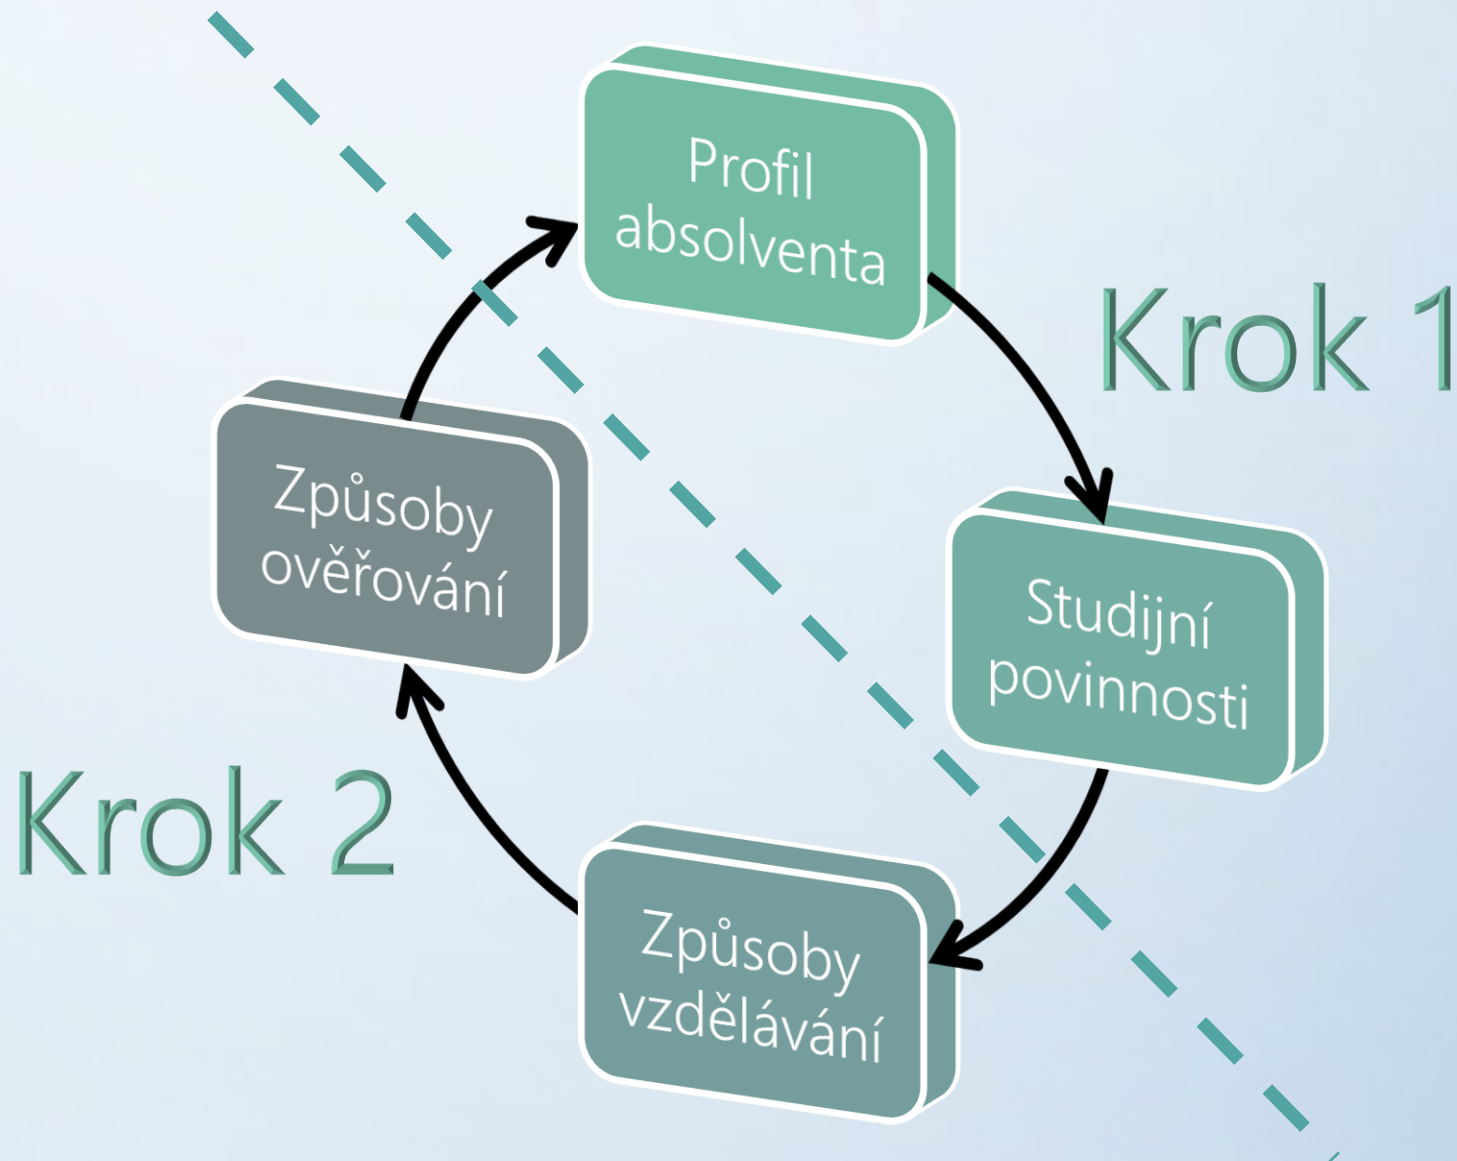 Profil
absolventa
Krok 1
Studijní
povinnosti
Způsoby
vzdělávání
Krok 2
Způsoby
ověřování